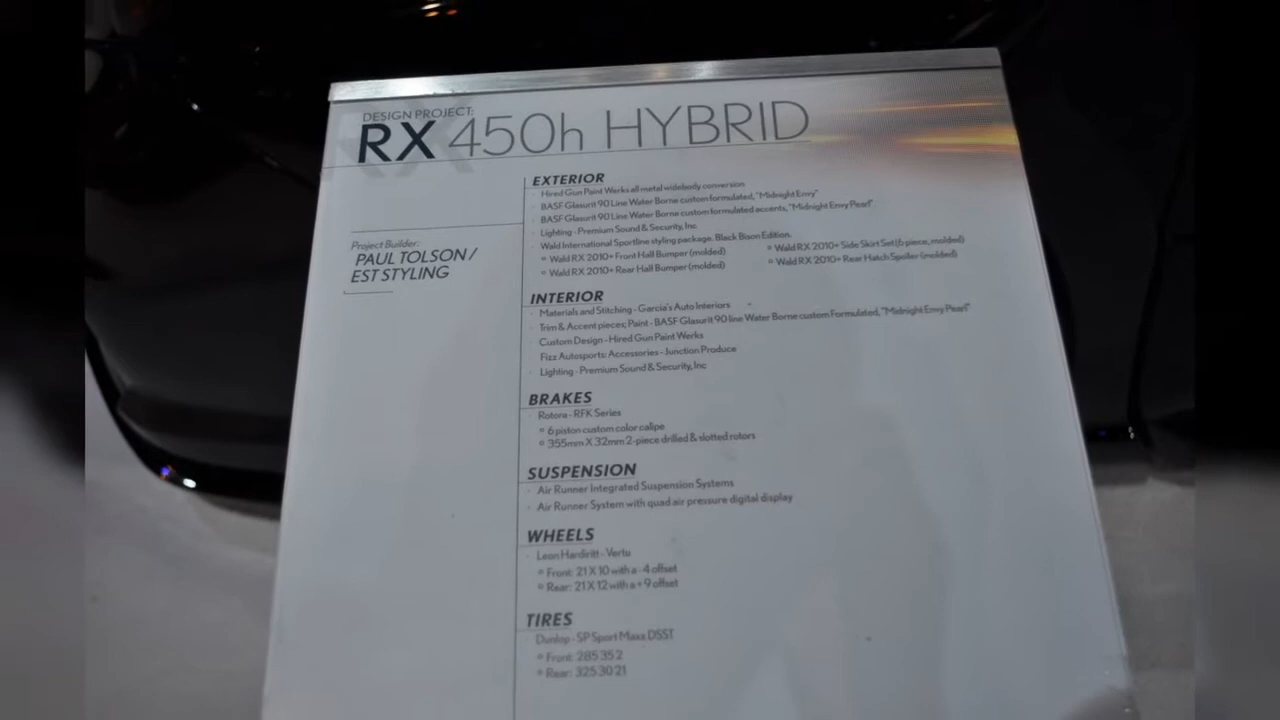 DESIGN PROJECT:
RX 450h HYBRID
Project Builder:
PAUL TOLSON /
EST STYLING
EXTERIOR
Hired Gun Paint Werks all metal widebody conversion
BASF Glasurit 90 Line Water Borne custom formulated, "Midnight Envy"
BASF Glasurit 90 Line Water Borne custom formulated accents, "Midnight Envy Pearl"
Lighting - Premium Sound & Security, Inc
Wald International Sportline styling package. Black Bison Edition.
Wald RX 2010+ Front Half Bumper (molded)
Wald RX 2010+ Rear Half Bumper (molded)
Wald RX 2010+ Side Skirt Set (6 piece, molded)
Wald RX 2010+ Rear Hatch Spoiler (molded)
INTERIOR
Materials and Stitching - Garcia's Auto Interiors
Trim & Accent pieces; Paint - BASF Glasurit 90 line Water Borne custom Formulated, "Midnight Envy Pearl"
Custom Design - Hired Gun Paint Werks
Fizz Autosports: Accessories - Junction Produce
Lighting - Premium Sound & Security, Inc
BRAKES
Rotora - RFK Series
6 piston custom color calipe
355mm X 32mm 2-piece drilled & slotted rotors
SUSPENSION
Air Runner Integrated Suspension Systems
Air Runner System with quad air pressure digital display
WHEELS
Leon Hardiritt - Vertu
Front: 21 X 10 with a - 4 offset
Rear: 21 X 12 with a + 9 offset
TIRES
Dunlop - SP Sport Maxx DSST
Front: 285 35 2
Rear: 325 30 21